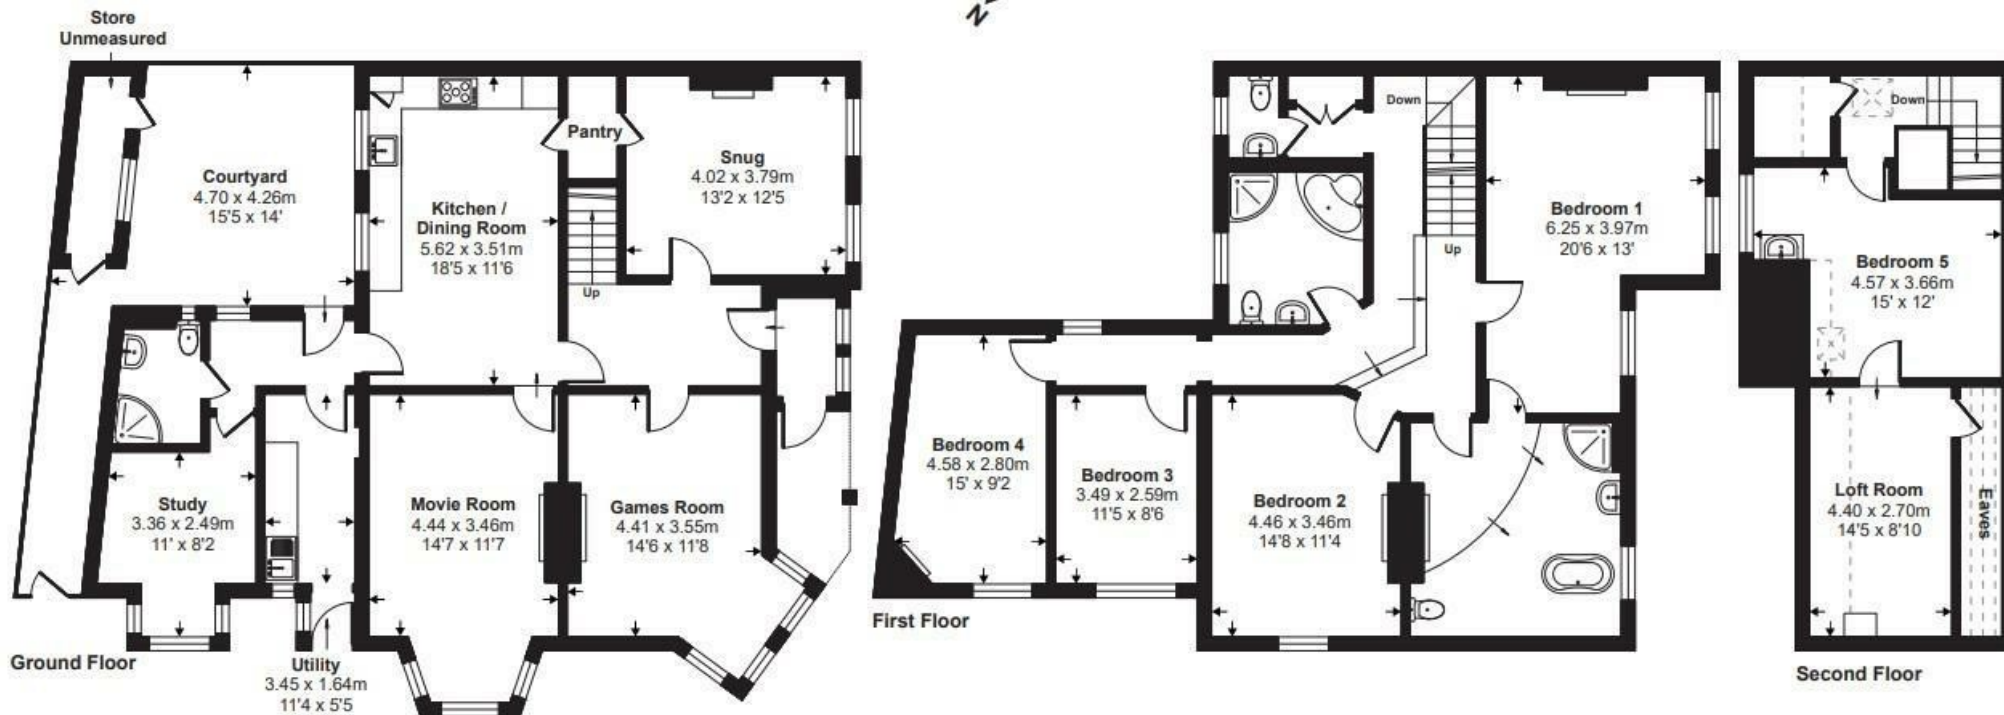 Store
Unmeasured
N
Courtyard
4.70 x 4.26m
15'5 x 14'
Kitchen /
Dining Room
5.62 x 3.51m
18'5 x 11'6
Pantry
Snug
4.02 x 3.79m
13'2 x 12'5
Up
Study
3.36 x 2.49m
11' x 8'2
Movie Room
4.44 x 3.46m
14'7 x 11'7
Games Room
4.41 x 3.55m
14'6 x 11'8
Utility
3.45 x 1.64m
11'4 x 5'5
Ground Floor
Down
Up
Bedroom 1
6.25 x 3.97m
20'6 x 13'
Bedroom 4
4.58 x 2.80m
15' x 9'2
Bedroom 3
3.49 x 2.59m
11'5 x 8'6
Bedroom 2
4.46 x 3.46m
14'8 x 11'4
First Floor
Down
Bedroom 5
4.57 x 3.66m
15' x 12'
Loft Room
4.40 x 2.70m
14'5 x 8'10
Eaves
Second Floor